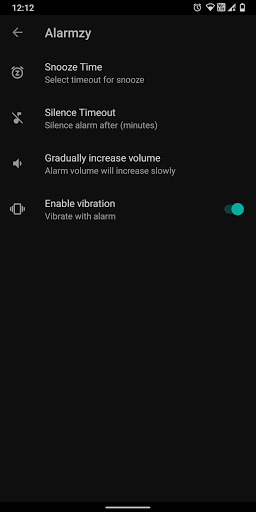 12:12
Alarmzy
Snooze Time
Select timeout for snooze
Silence Timeout
Silence alarm after (minutes)
Gradually increase volume
Alarm volume will increase slowly
Enable vibration
Vibrate with alarm